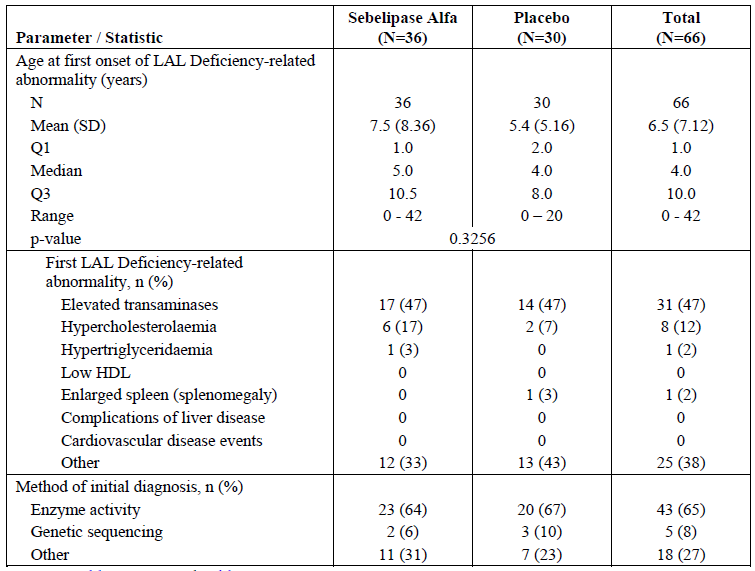 Parameter / Statistic Sebelipase Alfa (N=36) Placebo (N=30) Total (N=66)
Age at first onset of LAL Deficiency-related
abnormality (years)
N 36 30 66
Mean (SD) 7.5 (8.36) 5.4 (5.16) 6.5 (7.12)
Q1 1.0 2.0 1.0
Median 5.0 4.0 4.0
Q3 10.5 8.0 10.0
Range 0 - 42 0 – 20 0 - 42
p-value 0.3256
First LAL Deficiency-related
abnormality, n (%)
Elevated transaminases 17 (47) 14 (47) 31 (47)
Hypercholesterolaemia 6 (17) 2 (7) 8 (12)
Hypertriglyceridaemia 1 (3) 0 1 (2)
Low HDL 0 0 0
Enlarged spleen (splenomegaly) 0 1 (3) 1 (2)
Complications of liver disease 0 0 0
Cardiovascular disease events 0 0 0
Other 12 (33) 13 (43) 25 (38)
Method of initial diagnosis, n (%)
Enzyme activity 23 (64) 20 (67) 43 (65)
Genetic sequencing 2 (6) 3 (10) 5 (8)
Other 11 (31) 7 (23) 18 (27)